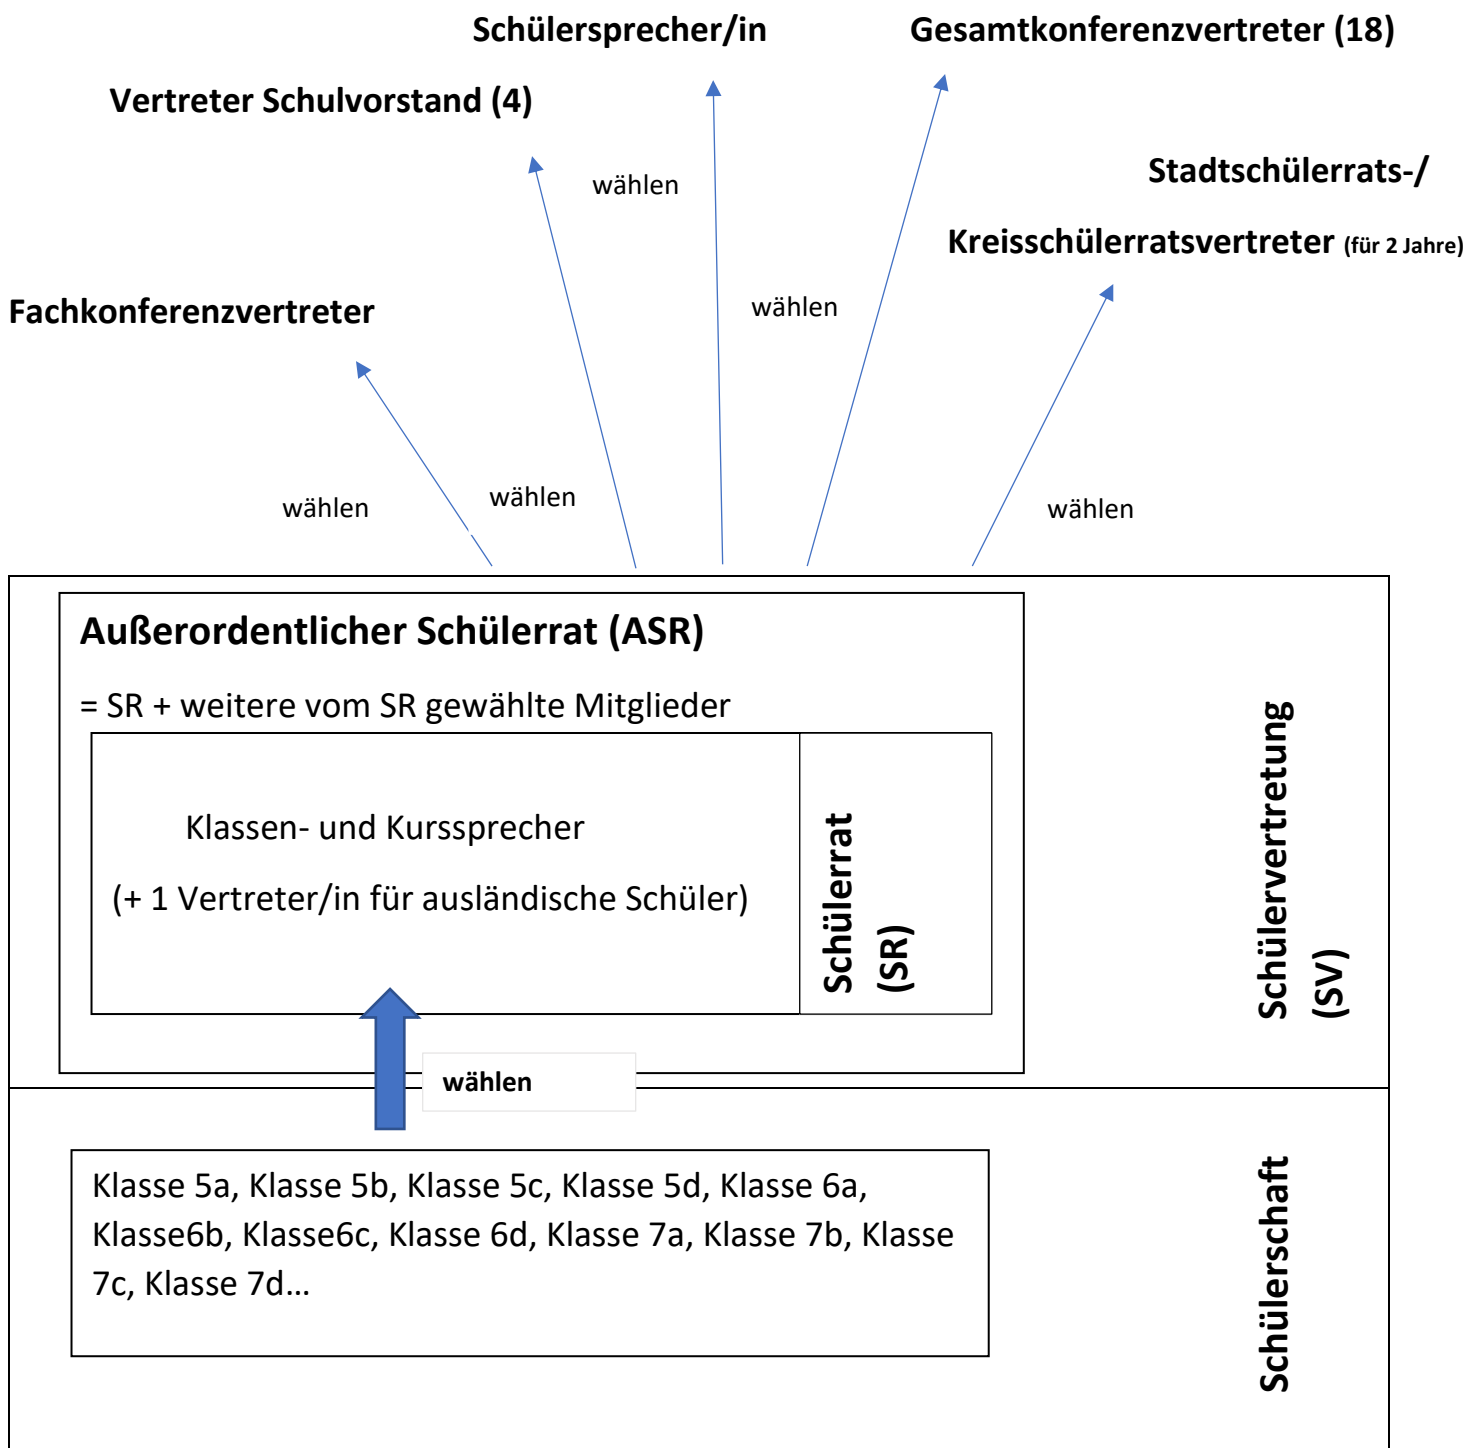 Schülersprecher/in
Gesamtkonferenzvertreter (18)
Vertreter Schulvorstand (4)
wählen
Stadtschülerrats-/
Kreisschülerratsvertreter (für 2 Jahre)
Fachkonferenzvertreter
wählen
wählen
wählen
wählen
Außerordentlicher Schülerrat (ASR)
= SR + weitere vom SR gewählte Mitglieder
Klassen- und Kurssprecher
(+ 1 Vertreter/in für ausländische Schüler)
Schülerrat
(SR)
Schülervertretung
(SV)
wählen
Klasse 5a, Klasse 5b, Klasse 5c, Klasse 5d, Klasse 6a,
Klasse6b, Klasse6c, Klasse 6d, Klasse 7a, Klasse 7b, Klasse
7c, Klasse 7d…
Schülerschaft